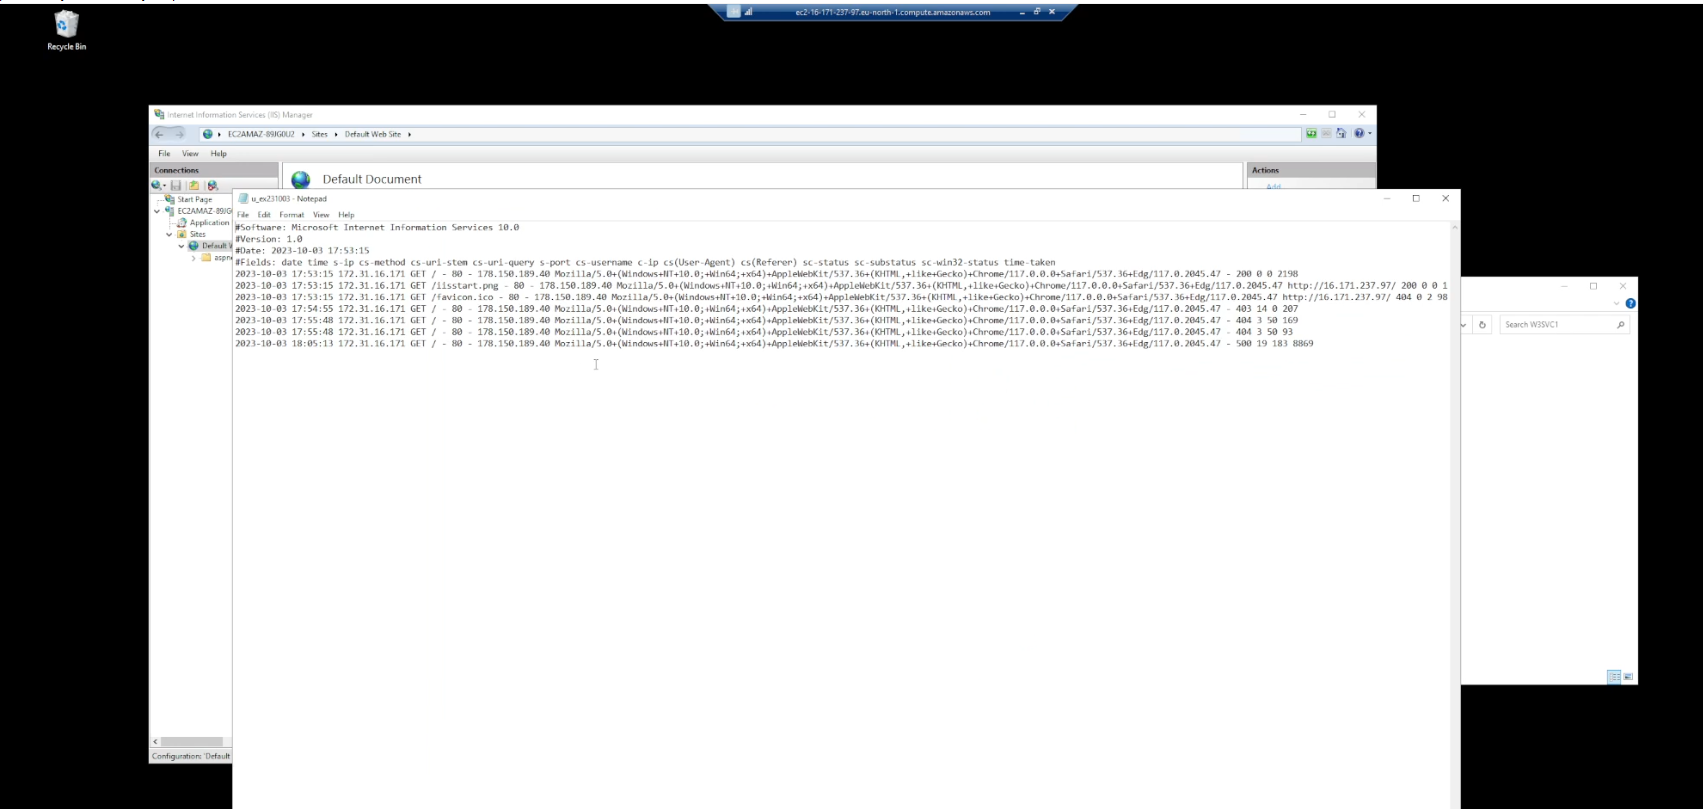 Recycle Bin
ec2-16-171-237-97.eu-north-1.compute.amazonaws.com
Internet Information Services (IIS) Manager
EC2AMAZ-89JG0U2 Sites Default Web Site
File View Help
Connections
Default Document
Actions
Add...
Start Page
EC2AMAZ-89JG
Application
Sites
Default W
aspn
u_ex231003 - Notepad
File Edit Format View Help
#Software: Microsoft Internet Information Services 10.0
#Version: 1.0
#Date: 2023-10-03 17:53:15
#Fields: date time s-ip cs-method cs-uri-stem cs-uri-query s-port cs-username c-ip cs(User-Agent) cs(Referer) sc-status sc-substatus sc-win32-status time-taken
2023-10-03 17:53:15 172.31.16.171 GET / - 80 - 178.150.189.40 Mozilla/5.0+(Windows+NT+10.0;+Win64;+x64)+AppleWebKit/537.36+(KHTML,+like+Gecko)+Chrome/117.0.0.0+Safari/537.36+Edg/117.0.2045.47 - 200 0 0 2198
2023-10-03 17:53:15 172.31.16.171 GET /iisstart.png - 80 - 178.150.189.40 Mozilla/5.0+(Windows+NT+10.0;+Win64;+x64)+AppleWebKit/537.36+(KHTML,+like+Gecko)+Chrome/117.0.0.0+Safari/537.36+Edg/117.0.2045.47 http://16.171.237.97/ 200 0 0 1
2023-10-03 17:53:15 172.31.16.171 GET /favicon.ico - 80 - 178.150.189.40 Mozilla/5.0+(Windows+NT+10.0;+Win64;+x64)+AppleWebKit/537.36+(KHTML,+like+Gecko)+Chrome/117.0.0.0+Safari/537.36+Edg/117.0.2045.47 http://16.171.237.97/ 404 0 2 98
2023-10-03 17:54:55 172.31.16.171 GET / - 80 - 178.150.189.40 Mozilla/5.0+(Windows+NT+10.0;+Win64;+x64)+AppleWebKit/537.36+(KHTML,+like+Gecko)+Chrome/117.0.0.0+Safari/537.36+Edg/117.0.2045.47 - 403 14 0 207
2023-10-03 17:55:48 172.31.16.171 GET / - 80 - 178.150.189.40 Mozilla/5.0+(Windows+NT+10.0;+Win64;+x64)+AppleWebKit/537.36+(KHTML,+like+Gecko)+Chrome/117.0.0.0+Safari/537.36+Edg/117.0.2045.47 - 404 3 50 169
2023-10-03 17:55:48 172.31.16.171 GET / - 80 - 178.150.189.40 Mozilla/5.0+(Windows+NT+10.0;+Win64;+x64)+AppleWebKit/537.36+(KHTML,+like+Gecko)+Chrome/117.0.0.0+Safari/537.36+Edg/117.0.2045.47 - 404 3 50 93
2023-10-03 18:05:13 172.31.16.171 GET / - 80 - 178.150.189.40 Mozilla/5.0+(Windows+NT+10.0;+Win64;+x64)+AppleWebKit/537.36+(KHTML,+like+Gecko)+Chrome/117.0.0.0+Safari/537.36+Edg/117.0.2045.47 - 500 19 183 8869
Search W3SVC1
Configuration: 'Default